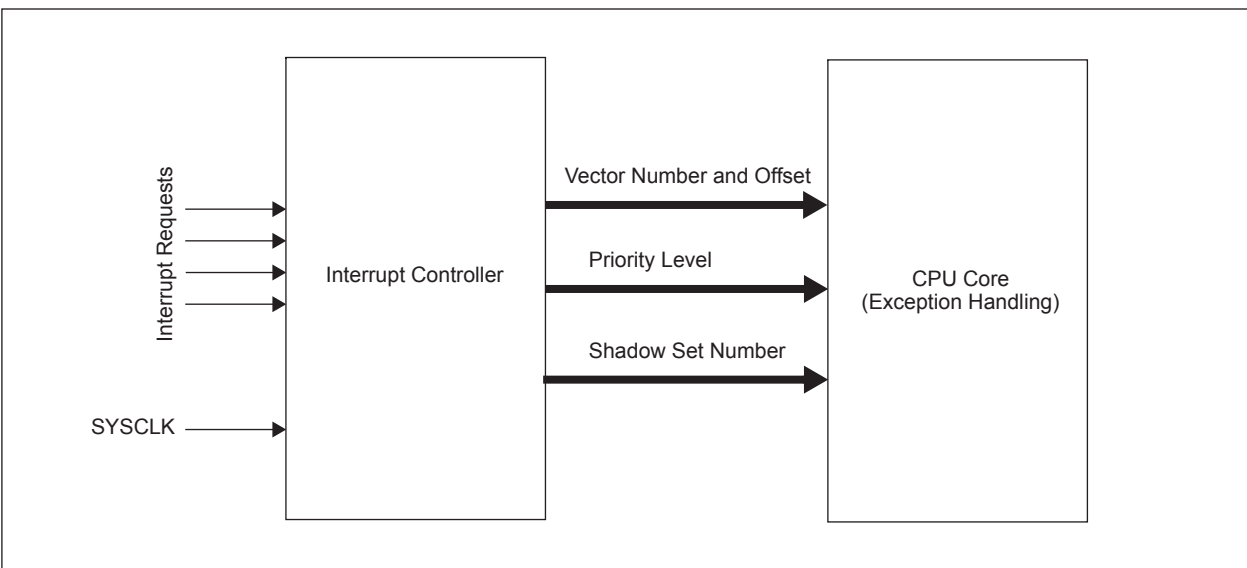 Interrupt Requests
SYSCLK
Interrupt Controller
Vector Number and Offset
Priority Level
Shadow Set Number
CPU Core
(Exception Handling)